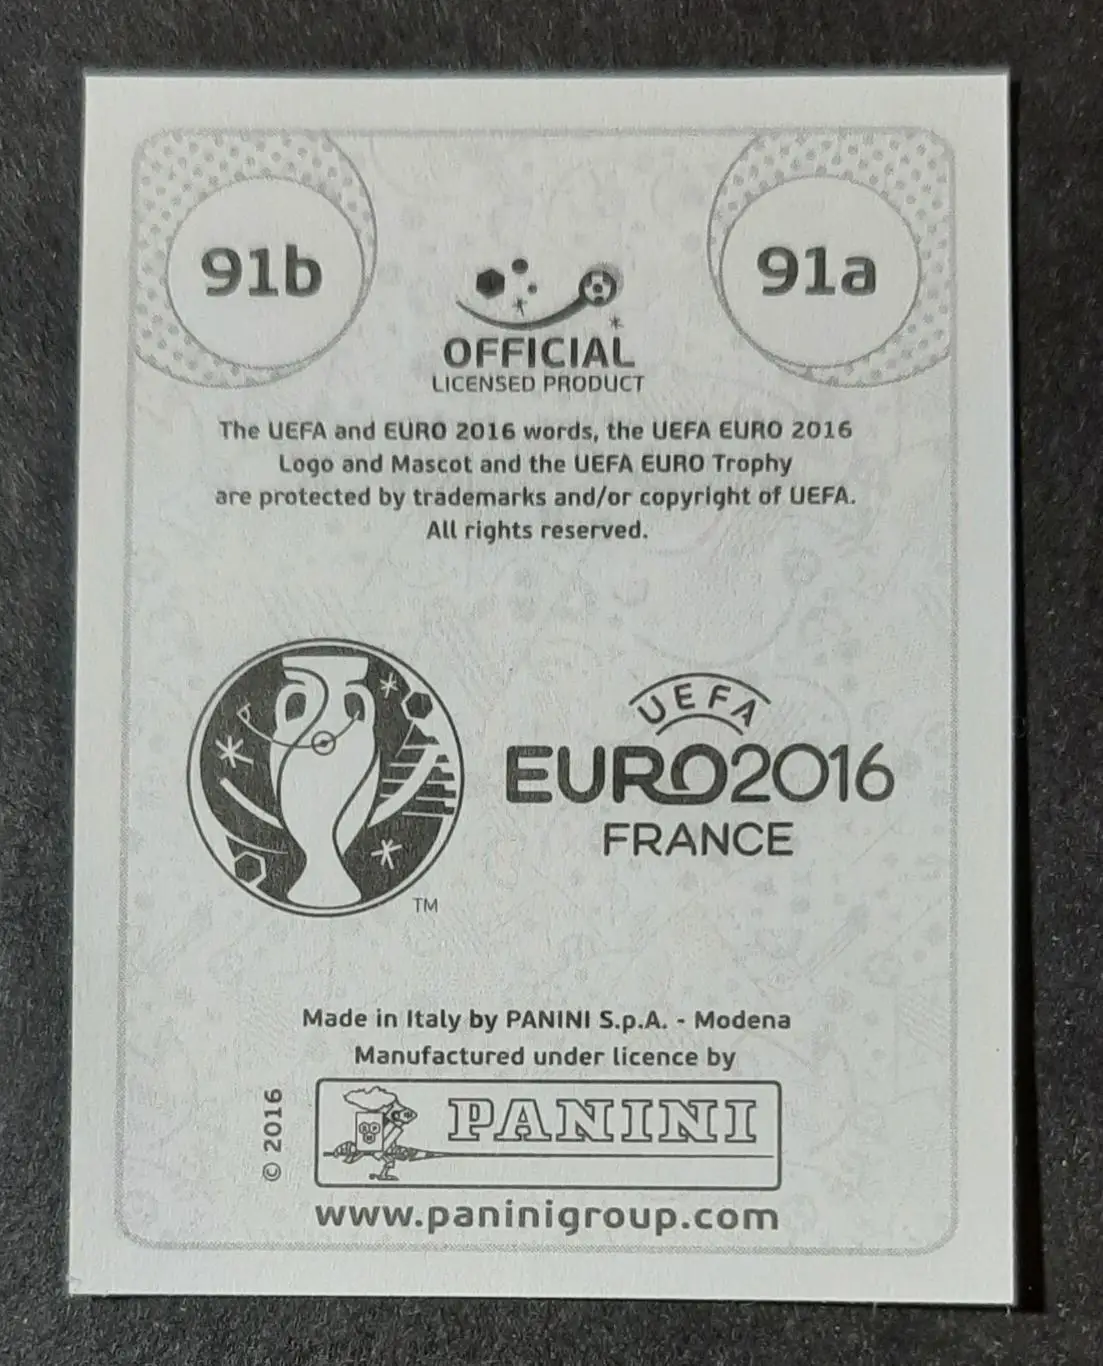 91b
91a
OFFICIAL
LICENSED PRODUCT
The UEFA and EURO 2016 words, the UEFA EURO 2016
Logo and Mascot and the UEFA EURO Trophy
are protected by trademarks and/or copyright of UEFA.
All rights reserved.
TM
UEFA
EURO2016
FRANCE
Made in Italy by PANINI S.p.A. - Modena
Manufactured under licence by
© 2016
PANINI
www.paninigroup.com